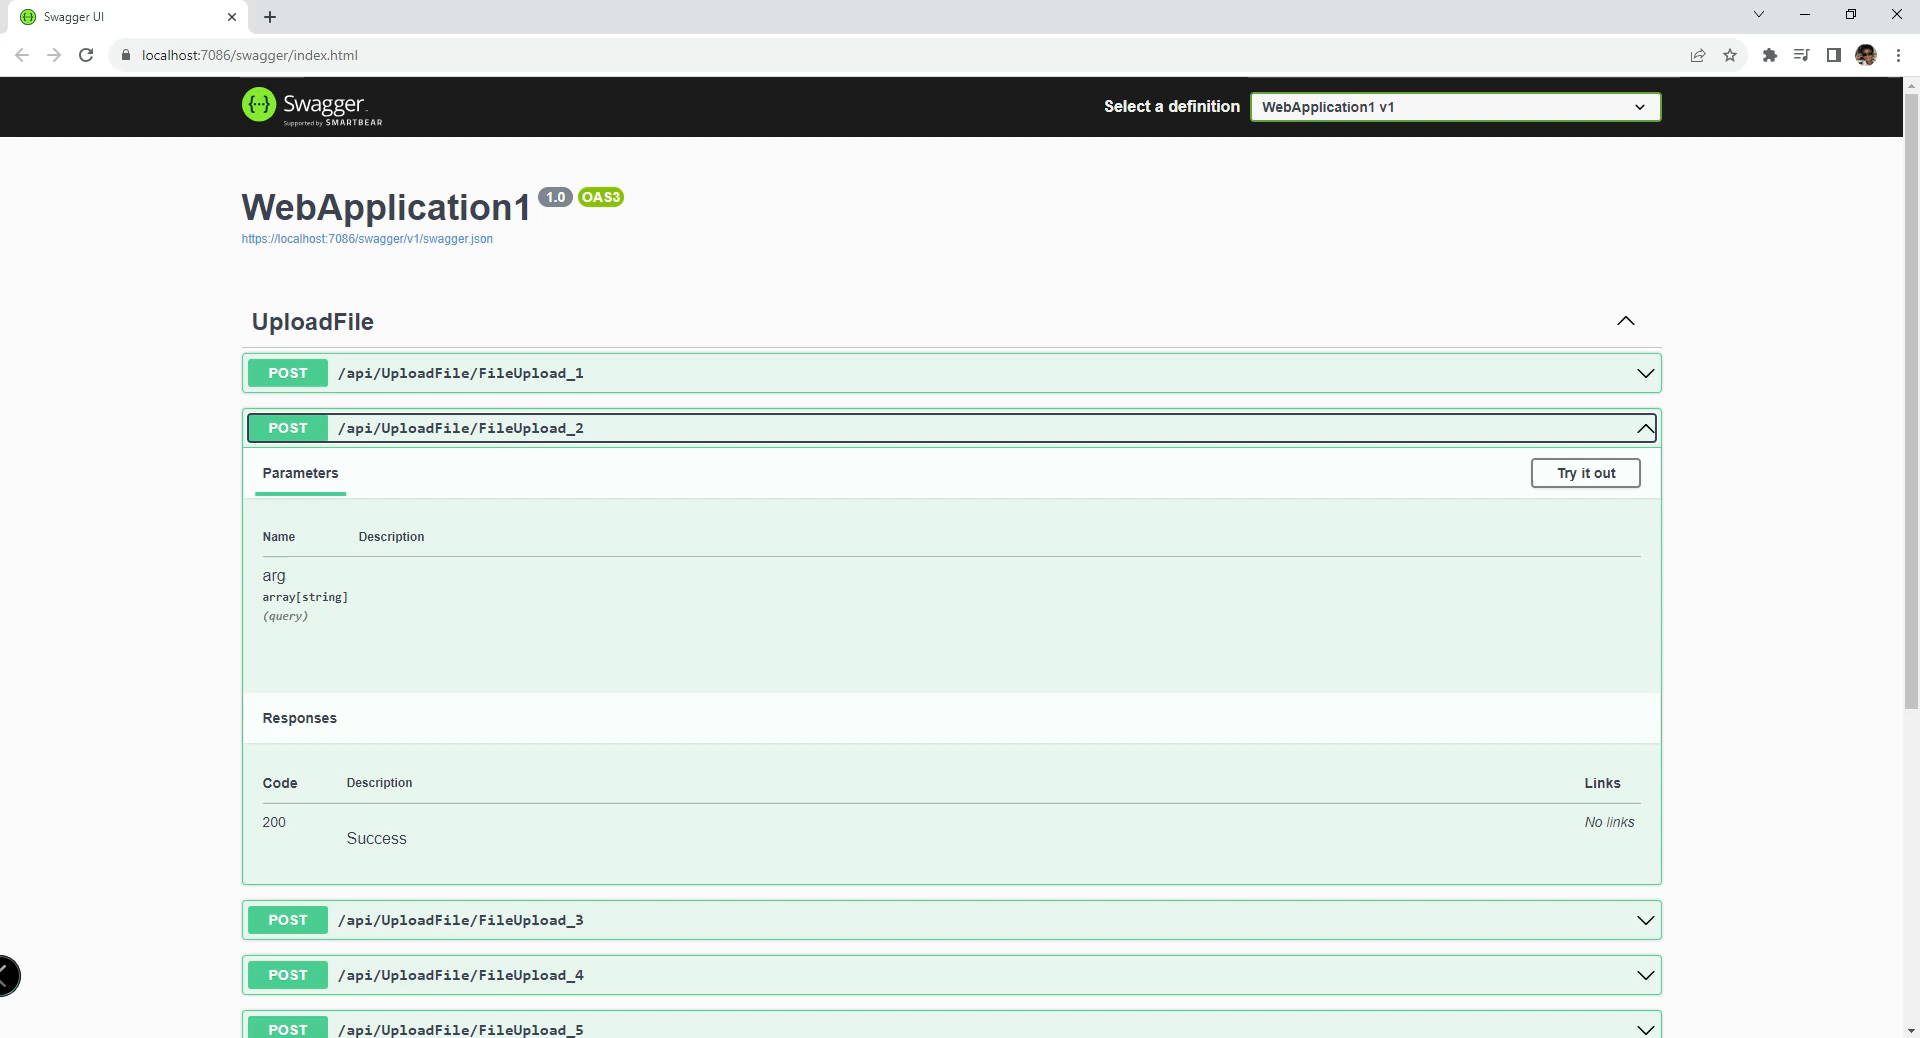 Swagger UI
localhost:7086/swagger/index.html
Swagger
Supported by SMARTBEAR
Select a definition
WebApplication1 v1
WebApplication1 1.0 OAS3
https://localhost:7086/swagger/v1/swagger.json
UploadFile
POST /api/UploadFile/FileUpload_1
POST /api/UploadFile/FileUpload_2
Parameters
Try it out
Name Description
arg
array[string]
(query)
Responses
Code Description Links
200 Success No links
POST /api/UploadFile/FileUpload_3
POST /api/UploadFile/FileUpload_4
POST /api/UploadFile/FileUpload_5